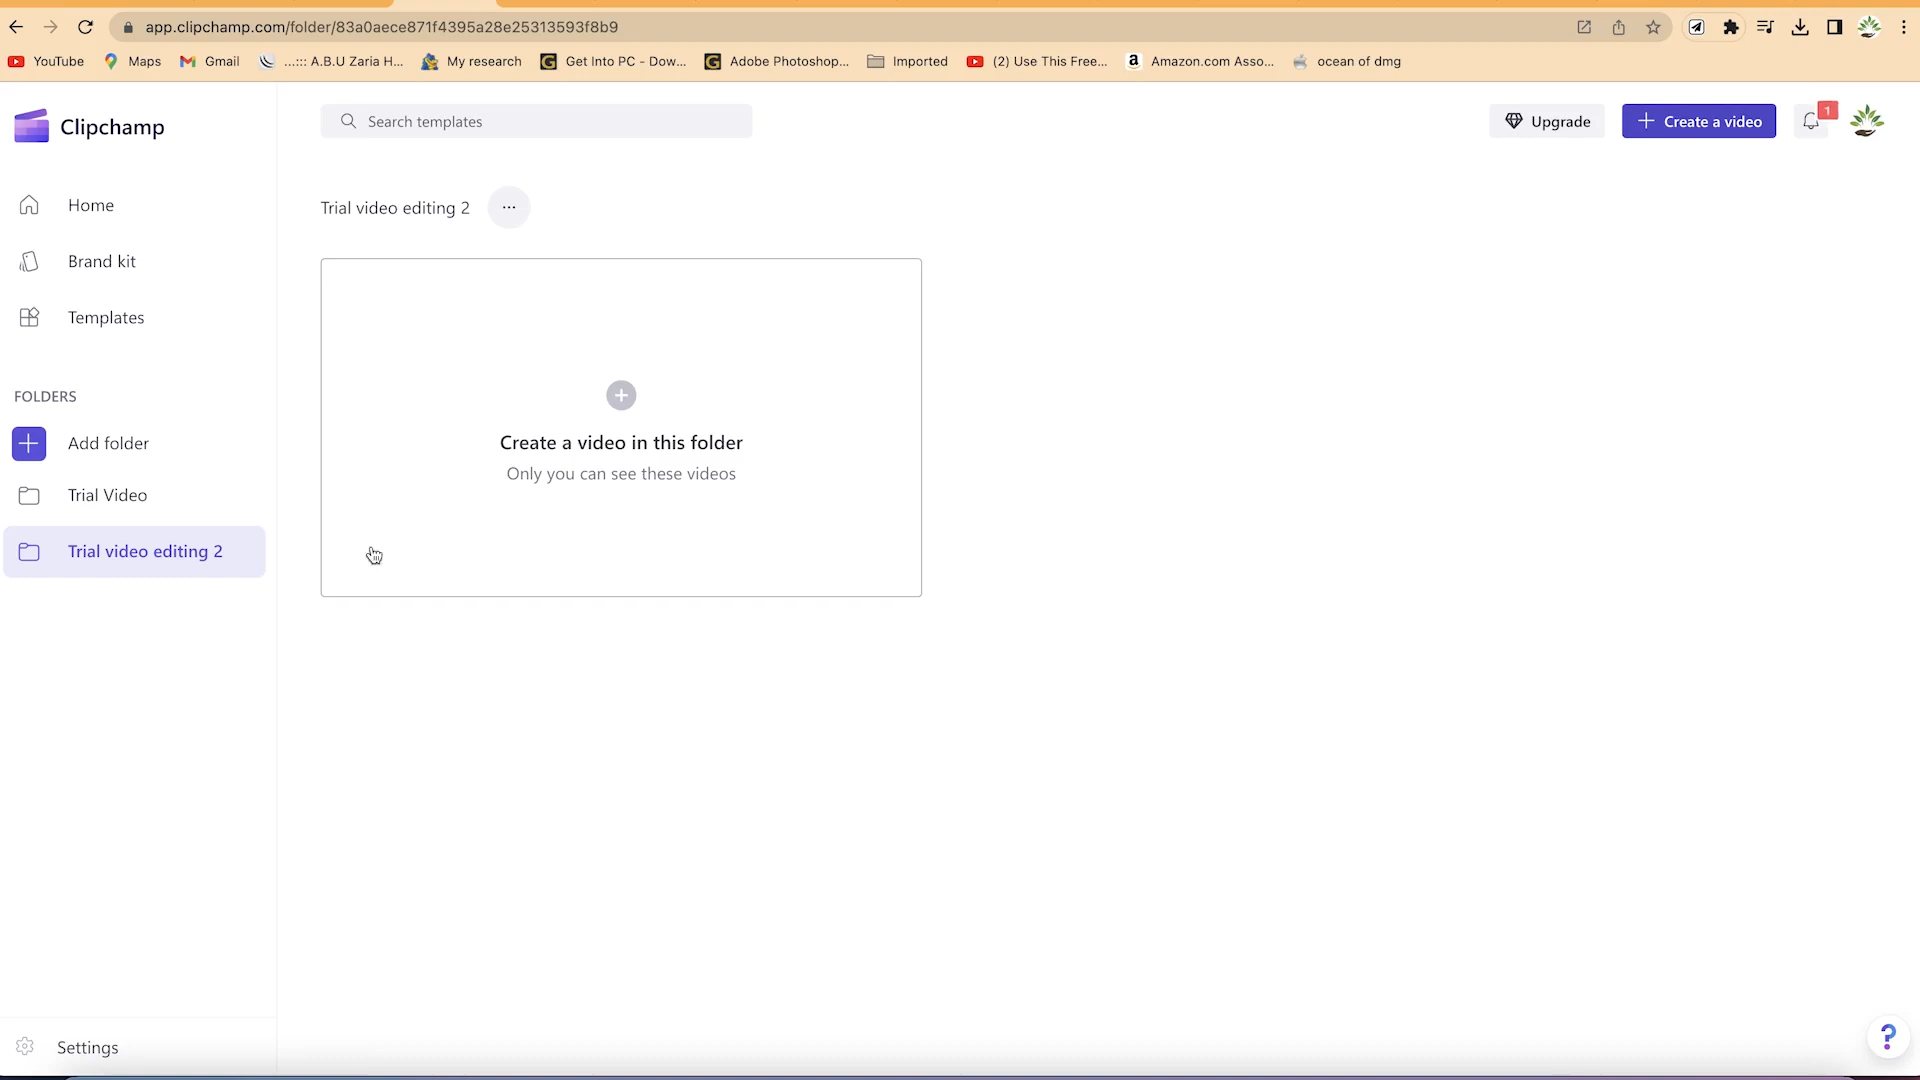 app.clipchamp.com/folder/83a0aece871f4395a28e25313593f8b9
YouTube Maps Gmail ...::: A.B.U Zaria H... My research Get Into PC - Dow... Adobe Photoshop... Imported (2) Use This Free... Amazon.com Asso... ocean of dmg
Clipchamp
Search templates
Upgrade
Create a video
1
Home
Brand kit
Templates
FOLDERS
Add folder
Trial Video
Trial video editing 2
Settings
Trial video editing 2
...
Create a video in this folder
Only you can see these videos
?